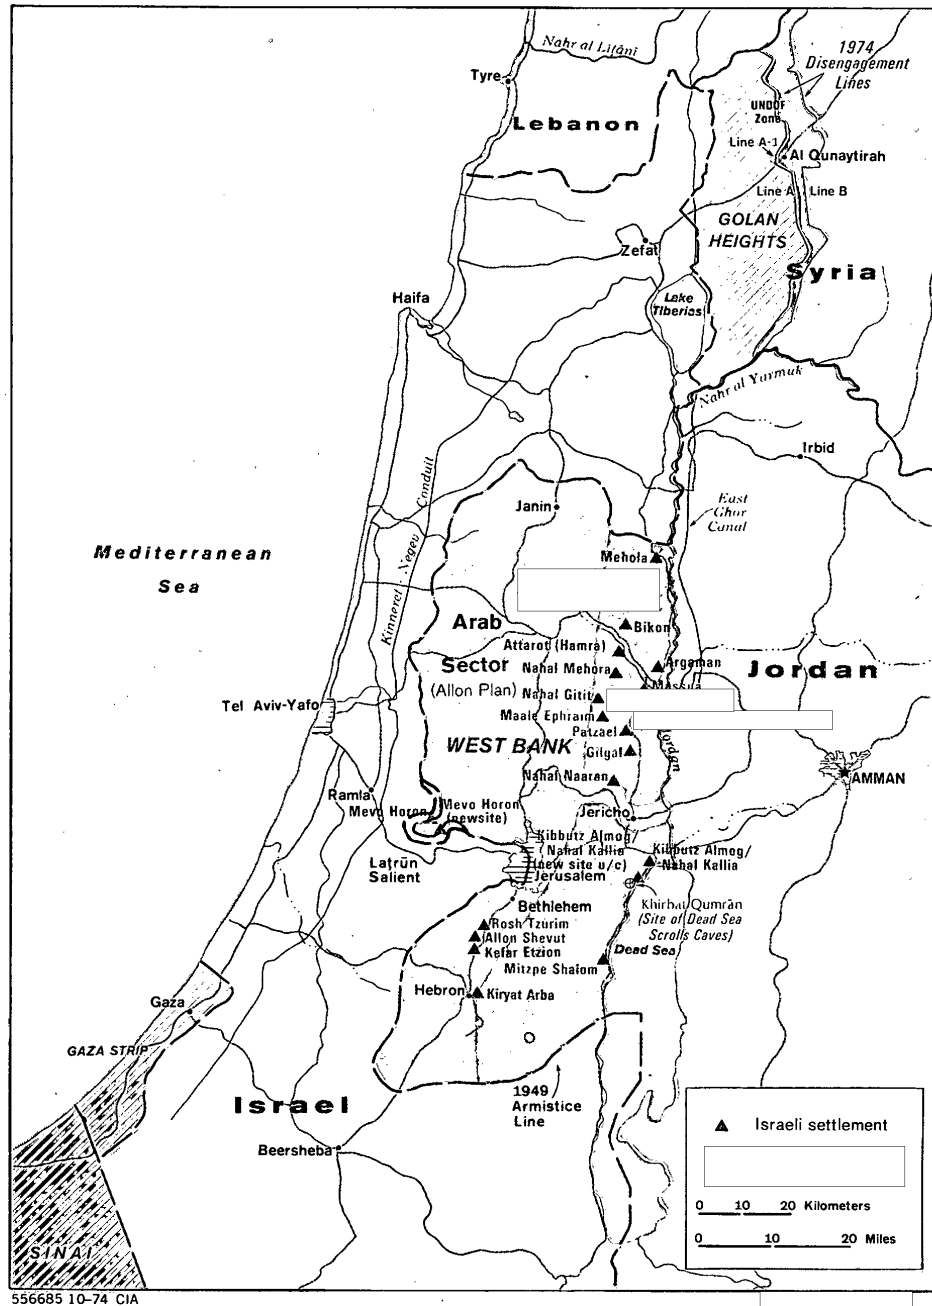 Nahr al Līṭānī
1974
Disengagement
Lines
Tyre
UNDOF
Zone
Lebanon
Line A-1
Al Qunaytirah
Line A
Line B
GOLAN
HEIGHTS
Zefat
Syria
Haifa
Lake
Tiberias
Nahr al Yarmuk
Irbid
Janin
East
Ghor
Canal
Kinneret - Negev Conduit
Mediterranean
Sea
Mehola
Arab
Sector
(Allon Plan)
Bikon
Attarot (Hamra)
Argaman
Nahal Mehora
Massua
Jordan
Nahal Gitit
Tel Aviv-Yafo
Maale Ephraim
Patzael
WEST BANK
Gilgal
Jordan
Nahal Naaran
AMMAN
Ramla
Mevo Horon
Mevo Horon
(newsite)
Jericho
Kibbutz Almog/
Nahal Kallia
(new site u/c)
Kibbutz Almog/
Nahal Kallia
Laṭrūn
Salient
Jerusalem
Bethlehem
Khirbat Qumrān
(Site of Dead Sea
Scrolls Caves)
Rosh Tzurim
Allon Shevut
Kefar Etzion
Dead Sea
Mitzpe Shalom
Hebron
Kiryat Arba
Gaza
GAZA STRIP
1949
Armistice
Line
Israel
Beersheba
Israeli settlement
0 10 20 Kilometers
0 10 20 Miles
SINAI
556685 10-74 CIA